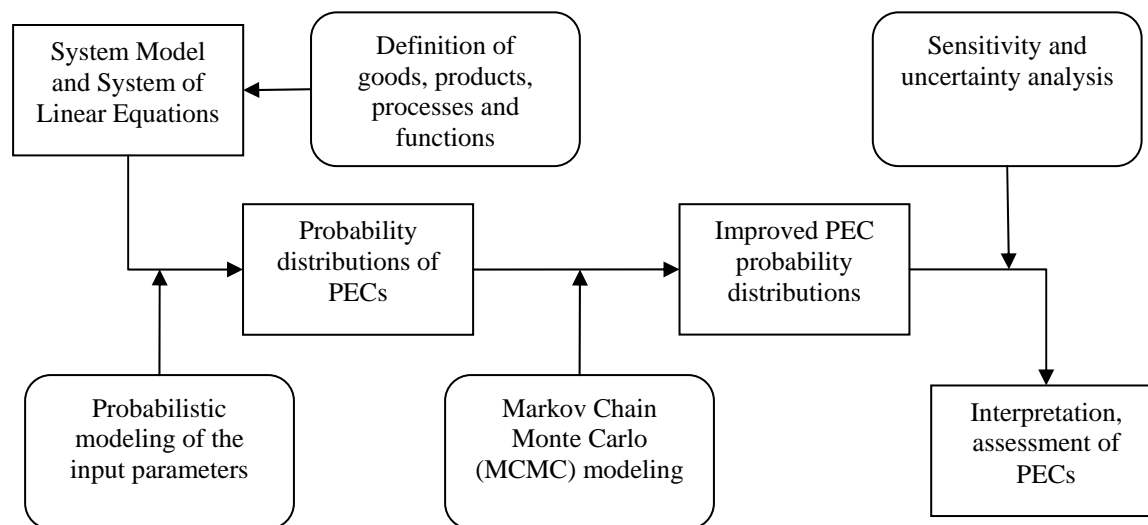 System Model
and System of
Linear Equations
Definition of
goods, products,
processes and
functions
Sensitivity and
uncertainty analysis
Probability
distributions of
PECs
Improved PEC
probability
distributions
Probabilistic
modeling of the
input parameters
Markov Chain
Monte Carlo
(MCMC) modeling
Interpretation,
assessment of
PECs